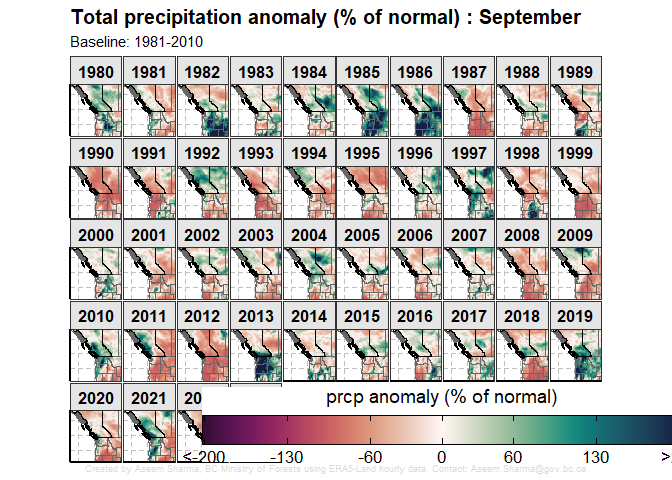 Total precipitation anomaly (% of normal) : September
Baseline: 1981-2010
1980 1981 1982 1983 1984 1985 1986 1987 1988 1989
1990 1991 1992 1993 1994 1995 1996 1997 1998 1999
2000 2001 2002 2003 2004 2005 2006 2007 2008 2009
2010 2011 2012 2013 2014 2015 2016 2017 2018 2019
2020 2021 20
prcp anomaly (% of normal)
<-200 -130 -60 0 60 130 >
Created by Aseem Sharma, BC Ministry of Forests using ERA5-Land hourly data. Contact: Aseem.Sharma@gov.bc.ca